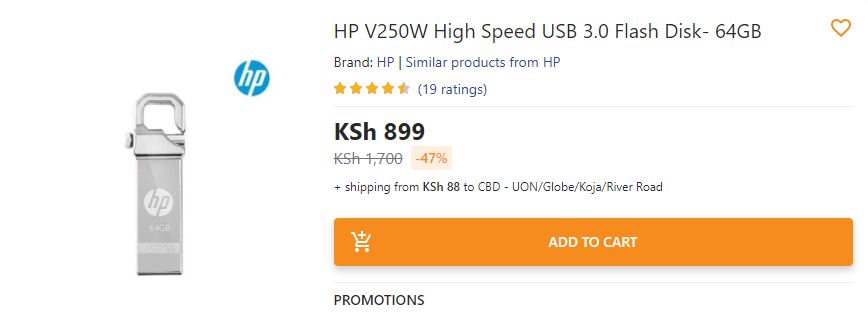 HP V250W High Speed USB 3.0 Flash Disk- 64GB
Brand: HP | Similar products from HP
(19 ratings)
KSh 899
KSh 1,700 -47%
+ shipping from KSh 88 to CBD - UON/Globe/Koja/River Road
ADD TO CART
PROMOTIONS
hp
hp
64GB